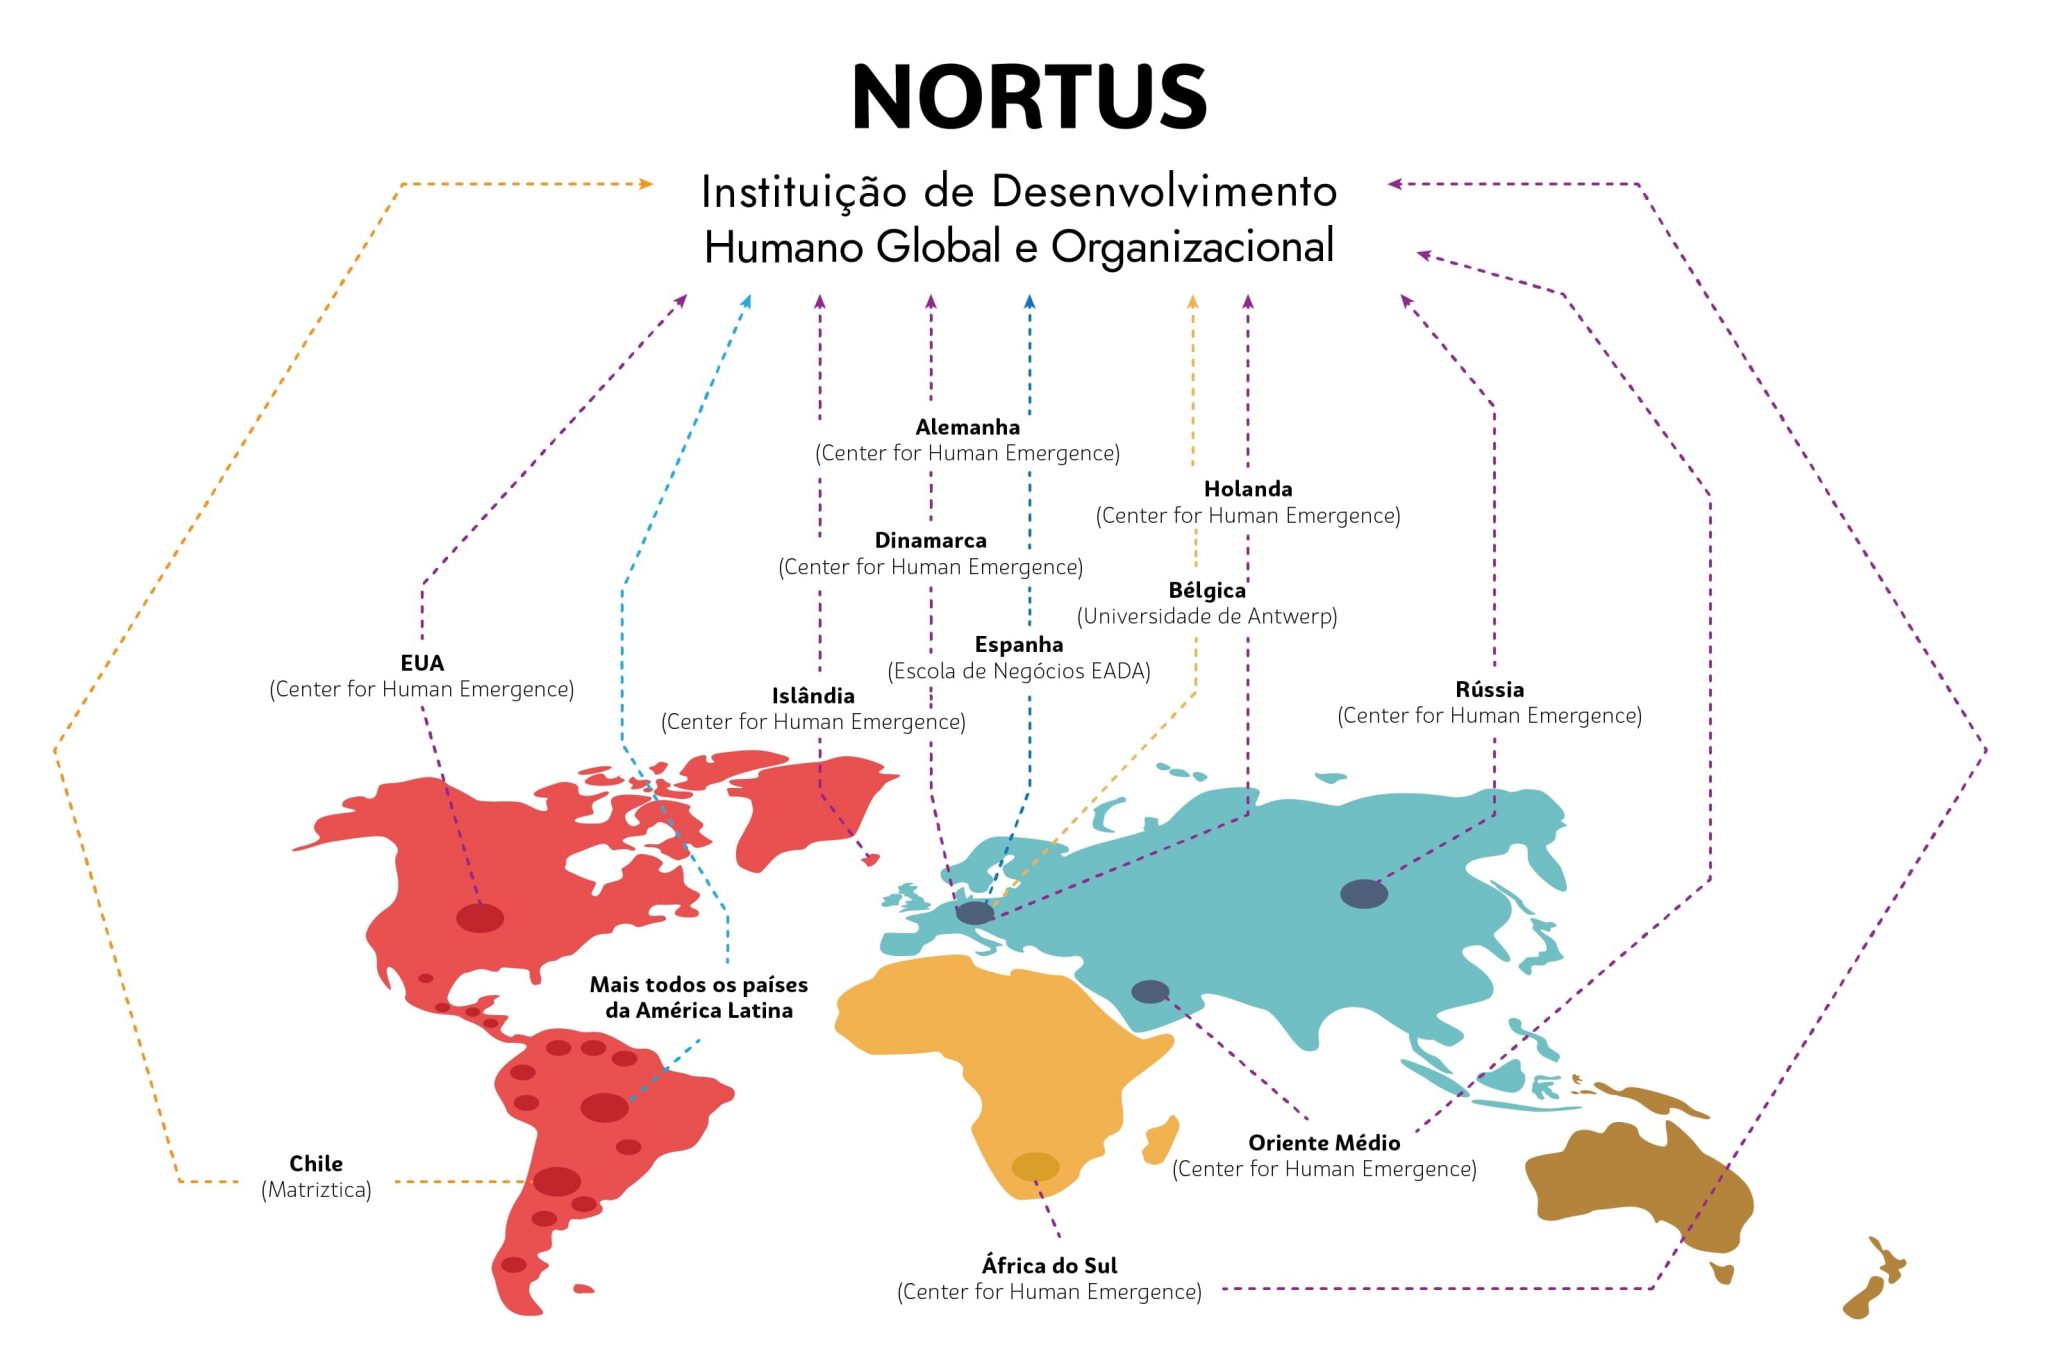 NORTUS
Instituição de Desenvolvimento
Humano Global e Organizacional
Alemanha
(Center for Human Emergence)
Holanda
(Center for Human Emergence)
Dinamarca
(Center for Human Emergence)
Bélgica
(Universidade de Antwerp)
Espanha
(Escola de Negócios EADA)
EUA
(Center for Human Emergence)
Islândia
(Center for Human Emergence)
Rússia
(Center for Human Emergence)
Mais todos os países
da América Latina
Oriente Médio
(Center for Human Emergence)
Chile
(Matriztica)
África do Sul
(Center for Human Emergence)